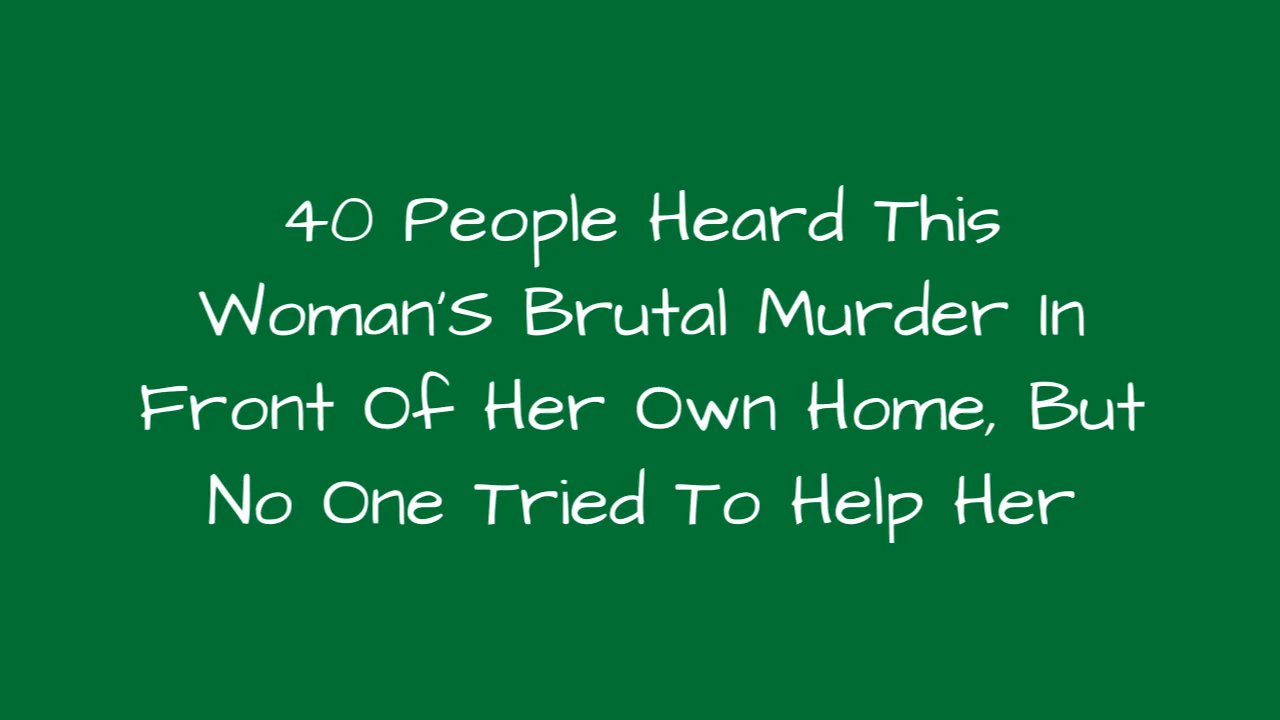 40 People Heard This
Woman'S Brutal Murder In
Front Of Her Own Home, But
No One Tried To Help Her